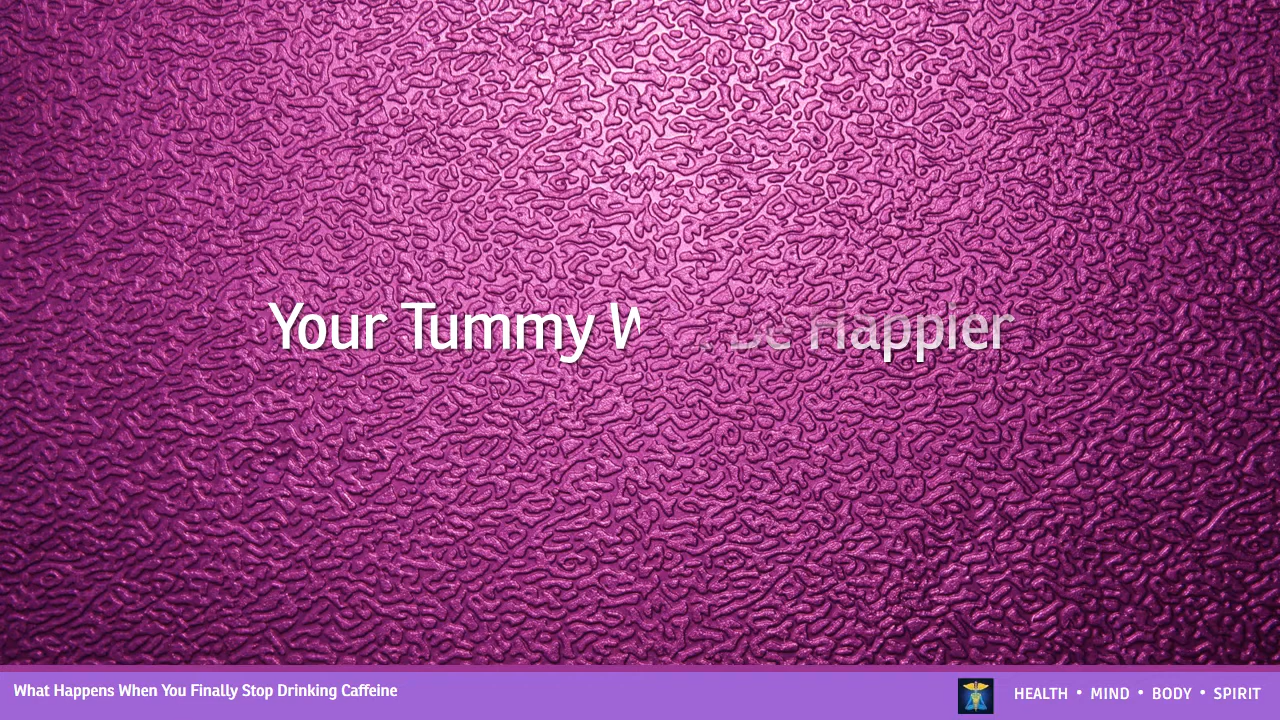 Your Tummy Happier
What Happens When You Finally Stop Drinking Caffeine
HEALTH • MIND • BODY • SPIRIT